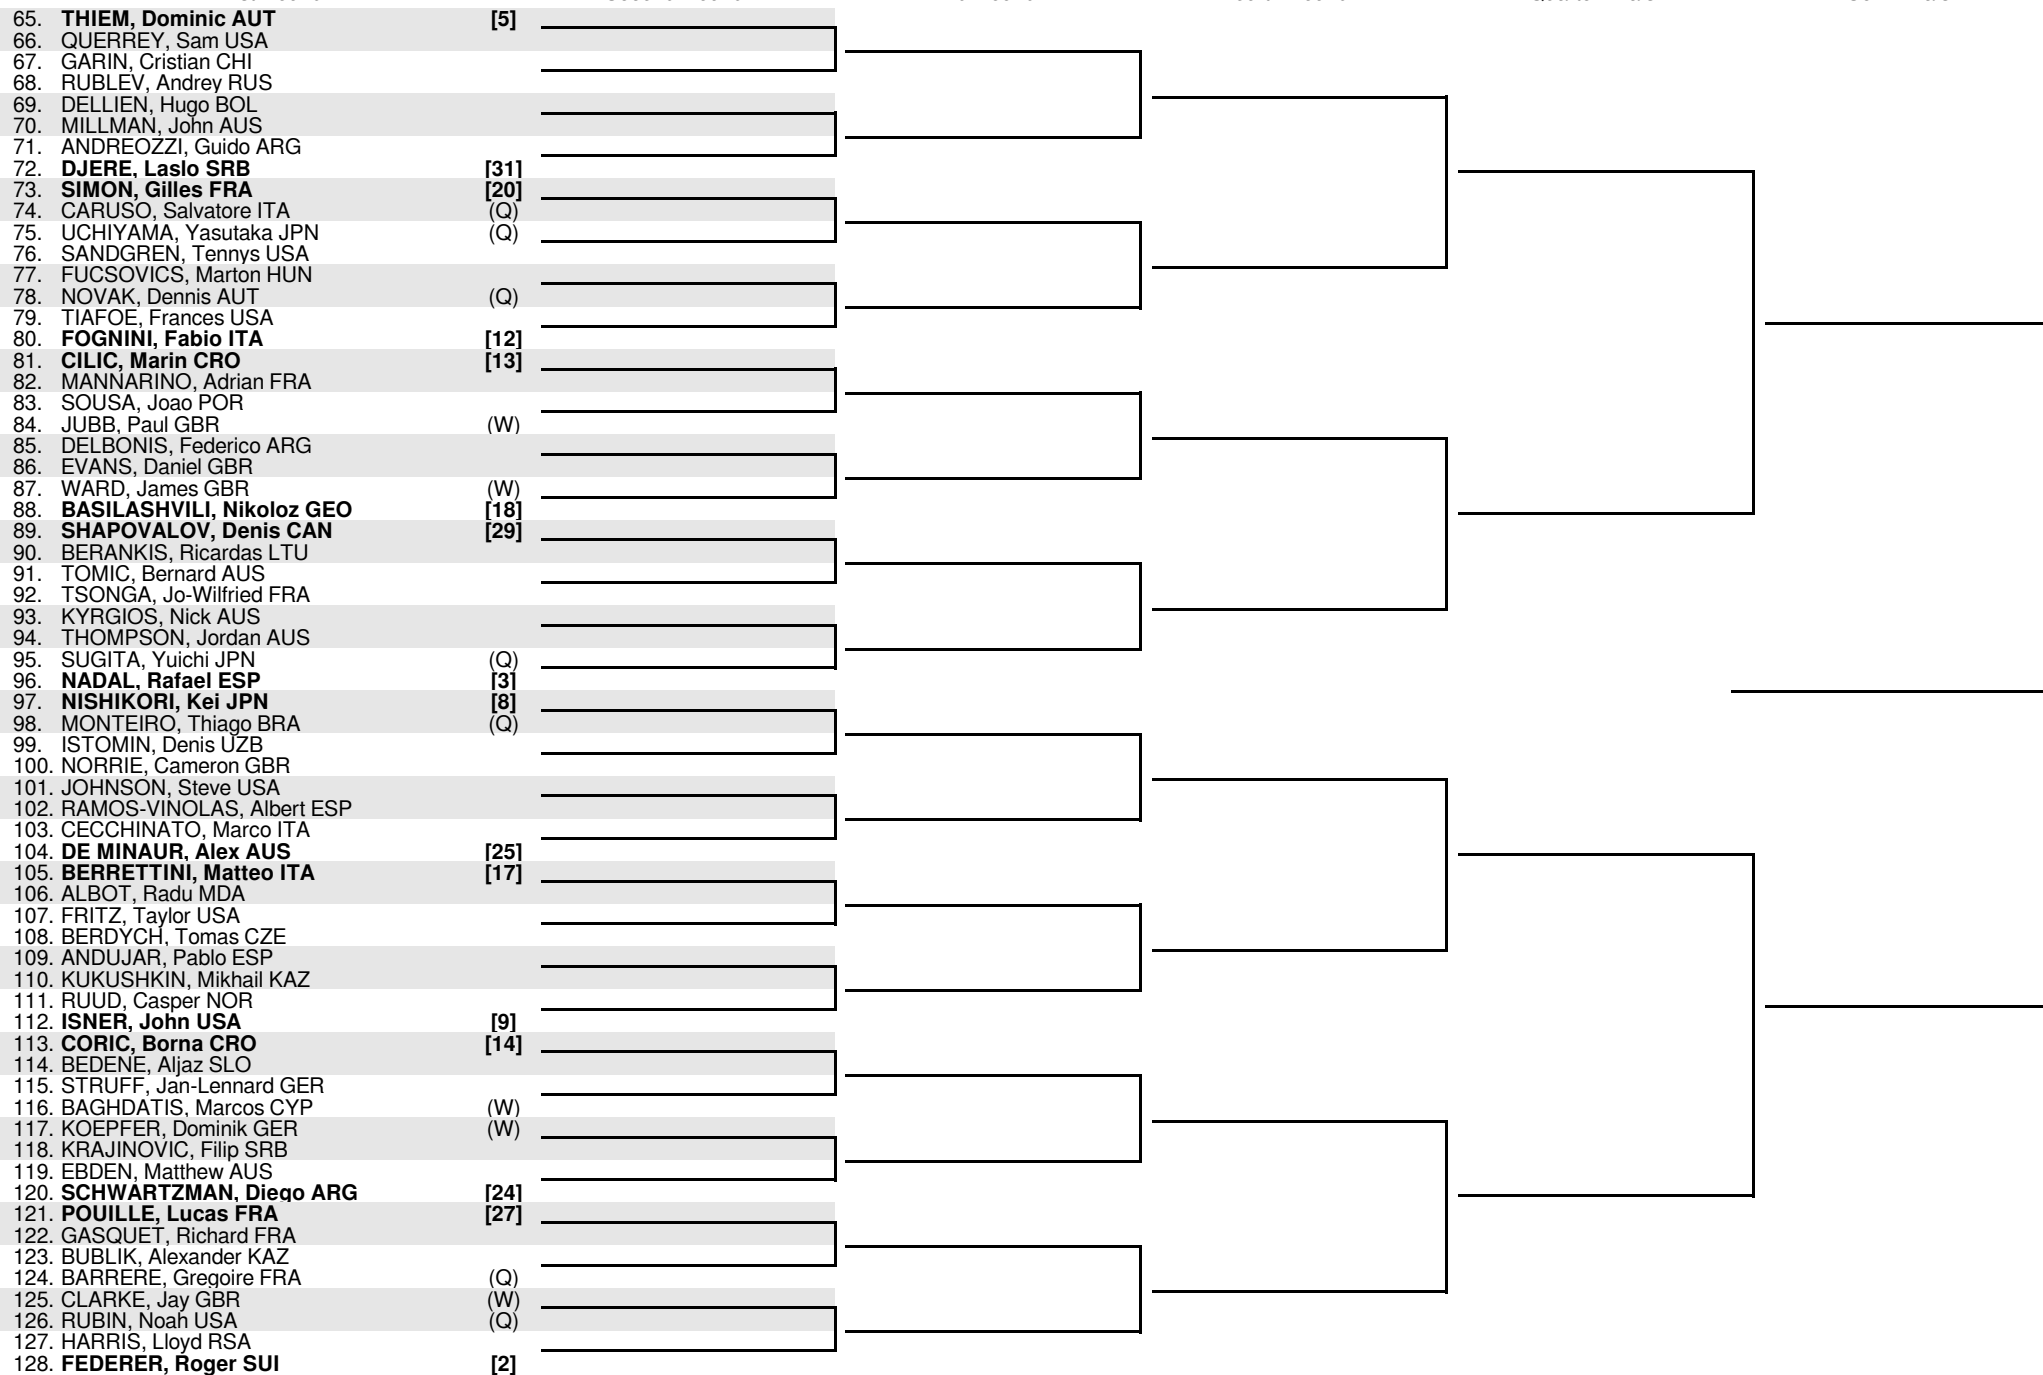 65. THIEM, Dominic AUT [5]
66. QUERREY, Sam USA
67. GARIN, Cristian CHI
68. RUBLEV, Andrey RUS
69. DELLIEN, Hugo BOL
70. MILLMAN, John AUS
71. ANDREOZZI, Guido ARG
72. DJERE, Laslo SRB [31]
73. SIMON, Gilles FRA [20]
74. CARUSO, Salvatore ITA (Q)
75. UCHIYAMA, Yasutaka JPN (Q)
76. SANDGREN, Tennys USA
77. FUCSOVICS, Marton HUN
78. NOVAK, Dennis AUT (Q)
79. TIAFOE, Frances USA
80. FOGNINI, Fabio ITA [12]
81. CILIC, Marin CRO [13]
82. MANNARINO, Adrian FRA
83. SOUSA, Joao POR
84. JUBB, Paul GBR (W)
85. DELBONIS, Federico ARG
86. EVANS, Daniel GBR
87. WARD, James GBR (W)
88. BASILASHVILI, Nikoloz GEO [18]
89. SHAPOVALOV, Denis CAN [29]
90. BERANKIS, Ricardas LTU
91. TOMIC, Bernard AUS
92. TSONGA, Jo-Wilfried FRA
93. KYRGIOS, Nick AUS
94. THOMPSON, Jordan AUS
95. SUGITA, Yuichi JPN (Q)
96. NADAL, Rafael ESP [3]
97. NISHIKORI, Kei JPN [8]
98. MONTEIRO, Thiago BRA (Q)
99. ISTOMIN, Denis UZB
100. NORRIE, Cameron GBR
101. JOHNSON, Steve USA
102. RAMOS-VINOLAS, Albert ESP
103. CECCHINATO, Marco ITA
104. DE MINAUR, Alex AUS [25]
105. BERRETTINI, Matteo ITA [17]
106. ALBOT, Radu MDA
107. FRITZ, Taylor USA
108. BERDYCH, Tomas CZE
109. ANDUJAR, Pablo ESP
110. KUKUSHKIN, Mikhail KAZ
111. RUUD, Casper NOR
112. ISNER, John USA [9]
113. CORIC, Borna CRO [14]
114. BEDENE, Aljaz SLO
115. STRUFF, Jan-Lennard GER
116. BAGHDATIS, Marcos CYP (W)
117. KOEPFER, Dominik GER (W)
118. KRAJINOVIC, Filip SRB
119. EBDEN, Matthew AUS
120. SCHWARTZMAN, Diego ARG [24]
121. POUILLE, Lucas FRA [27]
122. GASQUET, Richard FRA
123. BUBLIK, Alexander KAZ
124. BARRERE, Gregoire FRA (Q)
125. CLARKE, Jay GBR (W)
126. RUBIN, Noah USA (Q)
127. HARRIS, Lloyd RSA
128. FEDERER, Roger SUI [2]